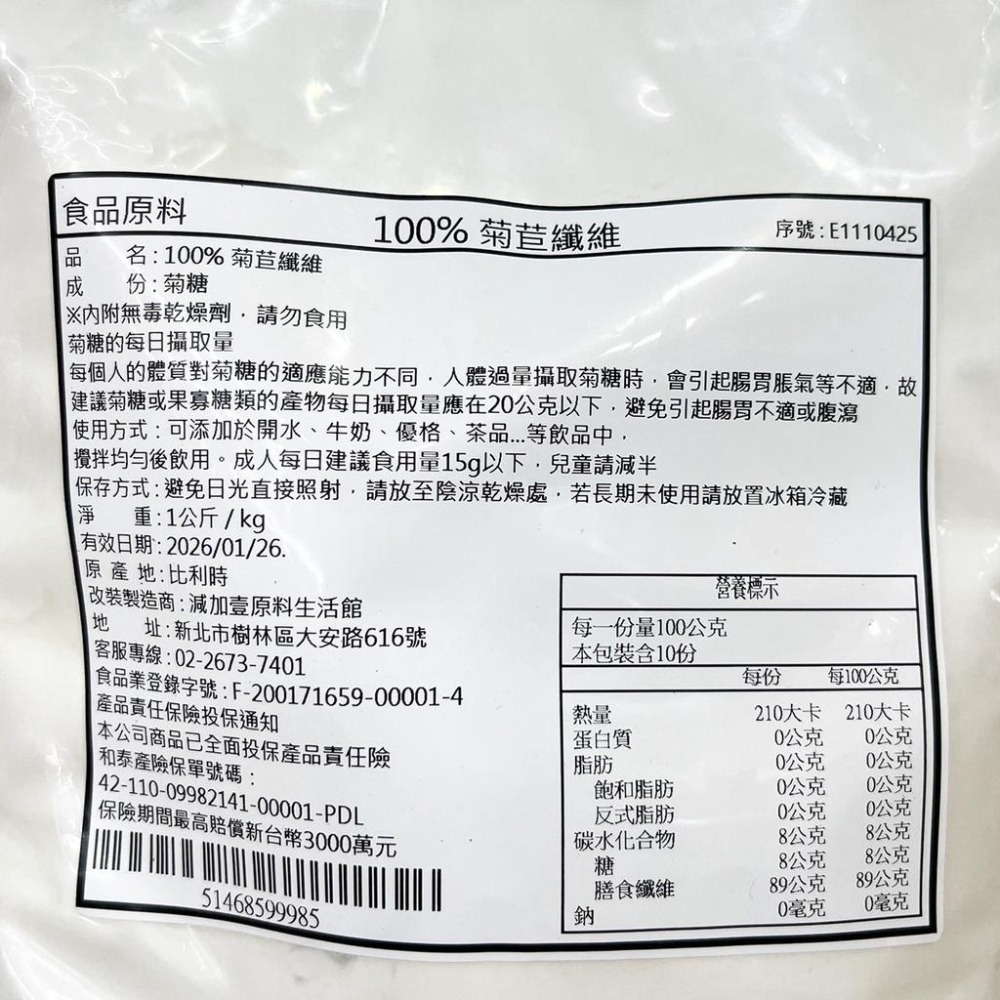 食品原料 100% 菊苣纖維 序號:E1110425
品 名:100% 菊苣纖維
成 份:菊糖
※內附無毒乾燥劑，請勿食用
菊糖的每日攝取量
每個人的體質對菊糖的適應能力不同，人體過量攝取菊糖時，會引起腸胃脹氣等不適，故
建議菊糖或果寡糖類的產物每日攝取量應在20公克以下，避免引起腸胃不適或腹瀉
使用方式:可添加於開水、牛奶、優格、茶品...等飲品中，
攪拌均勻後飲用。成人每日建議食用量15g以下，兒童請減半
保存方式:避免日光直接照射，請放至陰涼乾燥處，若長期未使用請放置冰箱冷藏
淨 重:1公斤 / kg
有效日期:2026/01/26.
原 產 地:比利時
改裝製造商:減加壹原料生活館
地 址:新北市樹林區大安路616號
客服專線:02-2673-7401
食品業登錄字號:F-200171659-00001-4
產品責任保險投保通知
本公司商品已全面投保產品責任險
和泰產險保單號碼:
42-110-09982141-00001-PDL
保險期間最高賠償新台幣3000萬元
51468599985
營養標示
每一份量100公克
本包裝含10份
每份 每100公克
熱量 210大卡 210大卡
蛋白質 0公克 0公克
脂肪 0公克 0公克
飽和脂肪 0公克 0公克
反式脂肪 0公克 0公克
碳水化合物 8公克 8公克
糖 8公克 8公克
膳食纖維 89公克 89公克
鈉 0毫克 0毫克